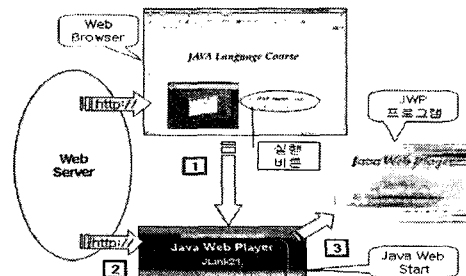 Web
Browser
JAVA Language Course
http://
실행
버튼
JWP
프로그램
Java Web Player
Web
Server
1
http://
2
Java Web Player
JLink21
3
Java Web
Start